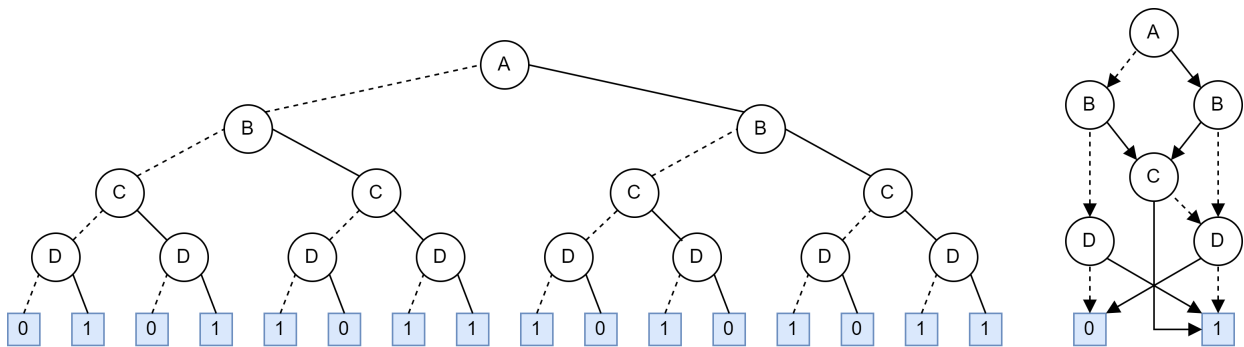 A A
B B B B
C C C C C
D D D D D D D D D D
0 1 0 1 1 0 1 1 1 0 1 0 1 0 1 1 0 1